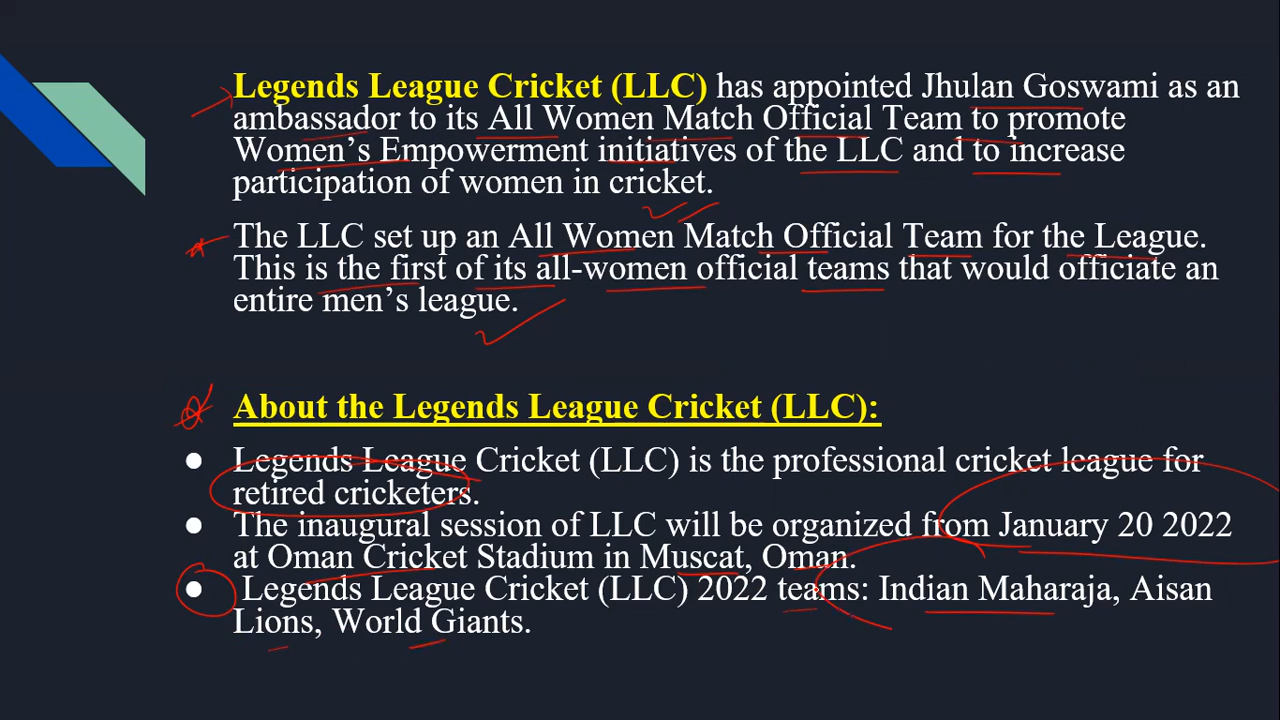 Legends League Cricket (LLC) has appointed Jhulan Goswami as an
ambassador to its All Women Match Official Team to promote
Women's Empowerment initiatives of the LLC and to increase
participation of women in cricket.
The LLC set up an All Women Match Official Team for the League.
This is the first of its all-women official teams that would officiate an
entire men's league.
About the Legends League Cricket (LLC):
● Legends League Cricket (LLC) is the professional cricket league for
retired cricketers.
● The inaugural session of LLC will be organized from January 20 2022
at Oman Cricket Stadium in Muscat, Oman.
● Legends League Cricket (LLC) 2022 teams: Indian Maharaja, Aisan
Lions, World Giants.